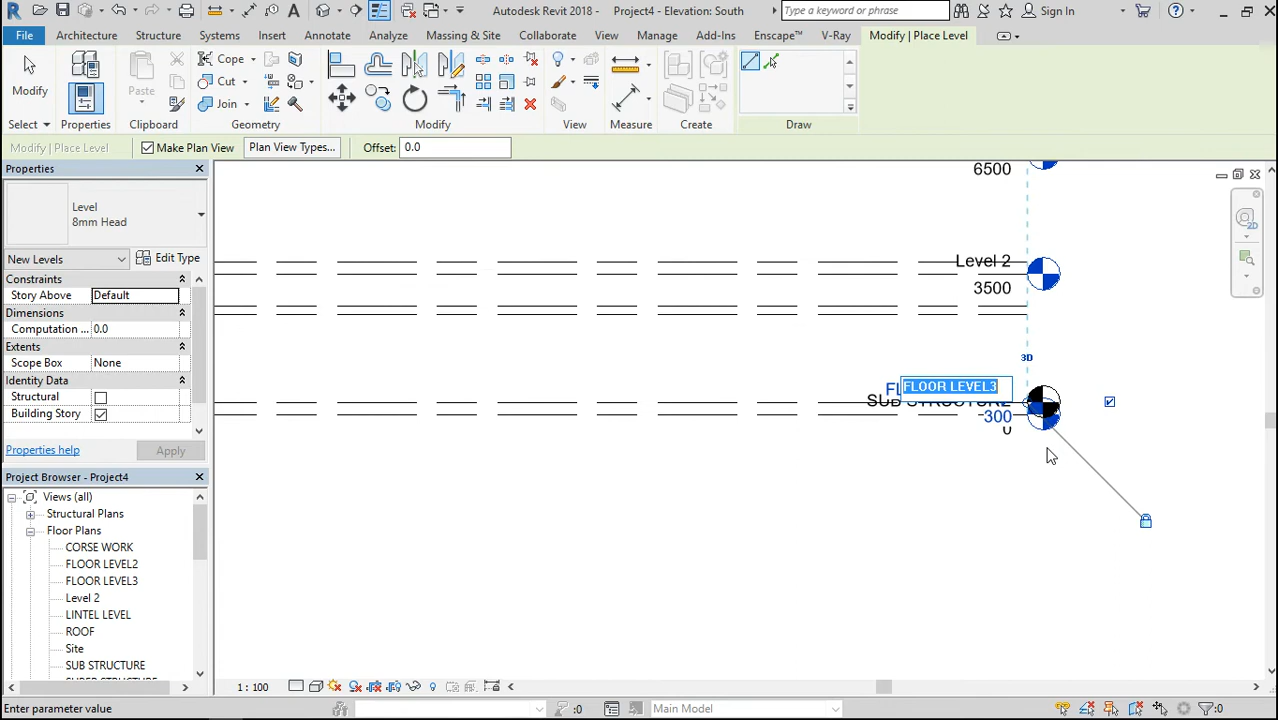 Autodesk Revit 2018 - Project4 - Elevation: South
Type a keyword or phrase
Sign In
File Architecture Structure Systems Insert Annotate Analyze Massing & Site Collaborate View Manage Add-Ins Enscape™ V-Ray Modify | Place Level
Modify
Properties
Paste
Cope
Cut
Join
Select Properties Clipboard Geometry Modify View Measure Create Draw
Modify | Place Level Make Plan View Plan View Types... Offset: 0.0
Properties
Level
8mm Head
New Levels Edit Type
Constraints
Story Above Default
Dimensions
Computation ... 0.0
Extents
Scope Box None
Identity Data
Structural
Building Story
Properties help Apply
Project Browser - Project4
Views (all)
Structural Plans
Floor Plans
CORSE WORK
FLOOR LEVEL2
FLOOR LEVEL3
Level 2
LINTEL LEVEL
ROOF
Site
SUB STRUCTURE
6500
Level 2
3500
3D
FLOOR LEVEL3
300
0
2D
1 : 100
Enter parameter value
:0
Main Model
:0